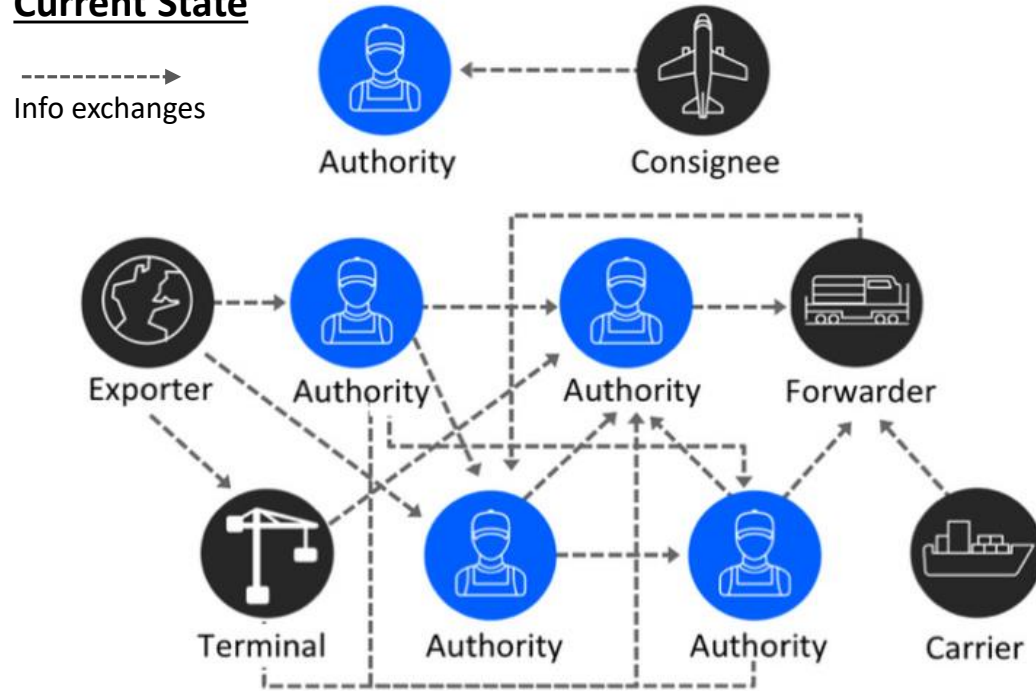 Current State
Info exchanges
Authority
Consignee
Exporter
Authority
Authority
Forwarder
Terminal
Authority
Authority
Carrier